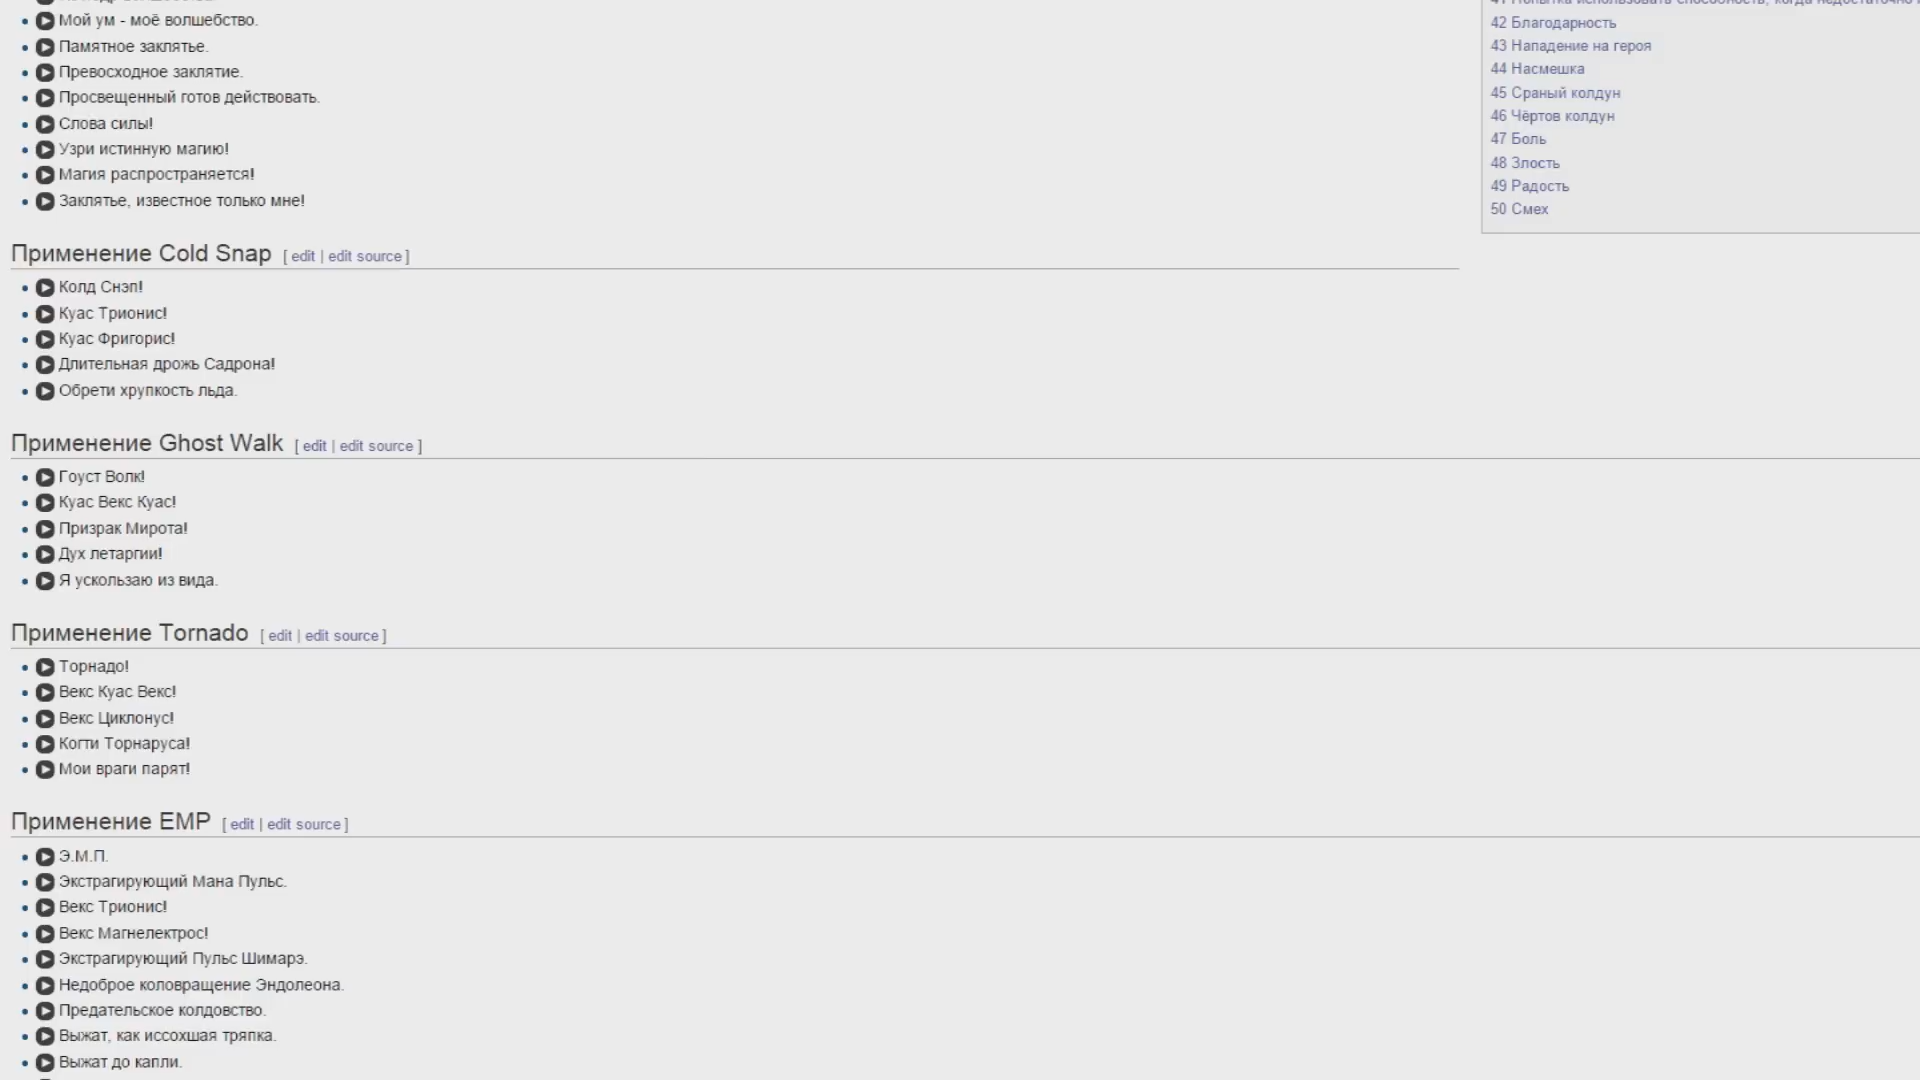 Мой ум - моё волшебство.
Памятное заклятье.
Превосходное заклятие.
Просвещенный готов действовать.
Слова силы!
Узри истинную магию!
Магия распространяется!
Заклятье, известное только мне!
41 Попытка использовать способность, когда недостаточно
42 Благодарность
43 Нападение на героя
44 Насмешка
45 Сраный колдун
46 Чёртов колдун
47 Боль
48 Злость
49 Радость
50 Смех
Применение Cold Snap [ edit | edit source ]
Колд Снэп!
Куас Трионис!
Куас Фригорис!
Длительная дрожь Садрона!
Обрети хрупкость льда.
Применение Ghost Walk [ edit | edit source ]
Гоуст Волк!
Куас Векс Куас!
Призрак Мирота!
Дух летаргии!
Я ускользаю из вида.
Применение Tornado [ edit | edit source ]
Торнадо!
Векс Куас Векс!
Векс Циклонус!
Когти Торнаруса!
Мои враги парят!
Применение EMP [ edit | edit source ]
Э.М.П.
Экстрагирующий Мана Пульс.
Векс Трионис!
Векс Магнелектрос!
Экстрагирующий Пульс Шимарэ.
Недоброе коловращение Эндолеона.
Предательское колдовство.
Выжат, как иссохшая тряпка.
Выжат до капли.